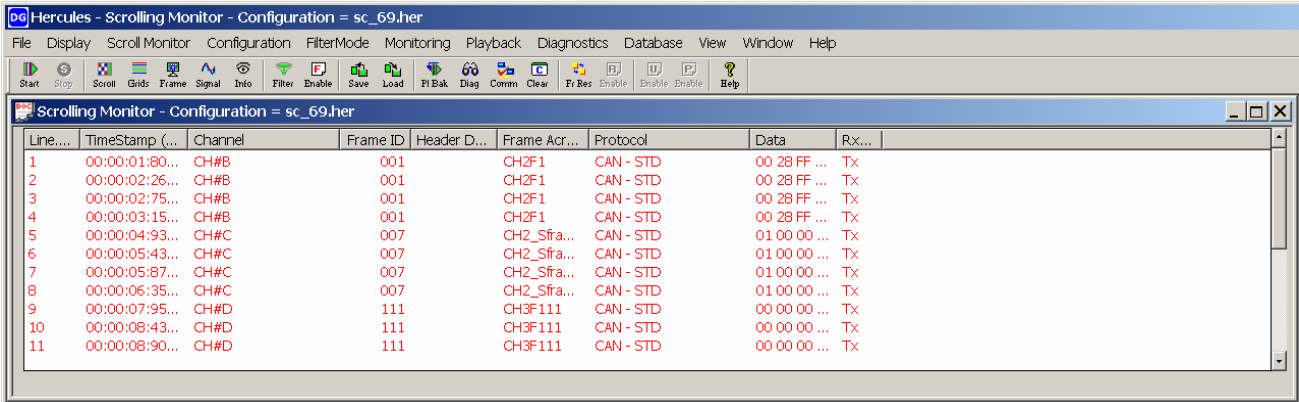 DG Hercules - Scrolling Monitor - Configuration = sc_69.her
File Display Scroll Monitor Configuration FilterMode Monitoring Playback Diagnostics Database View Window Help
Start Stop Scroll Grids Frame Signal Info Filter Enable Save Load Pl Bak Diag Comm Clear Fr Res Enable Enable Enable Help
DOC Scrolling Monitor - Configuration = sc_69.her
Line.... TimeStamp (... Channel Frame ID Header D... Frame Acr... Protocol Data Rx...
1 00:00:01:80... CH#B 001 CH2F1 CAN - STD 00 28 FF ... Tx
2 00:00:02:26... CH#B 001 CH2F1 CAN - STD 00 28 FF ... Tx
3 00:00:02:75... CH#B 001 CH2F1 CAN - STD 00 28 FF ... Tx
4 00:00:03:15... CH#B 001 CH2F1 CAN - STD 00 28 FF ... Tx
5 00:00:04:93... CH#C 007 CH2_Sfra... CAN - STD 01 00 00 ... Tx
6 00:00:05:43... CH#C 007 CH2_Sfra... CAN - STD 01 00 00 ... Tx
7 00:00:05:87... CH#C 007 CH2_Sfra... CAN - STD 01 00 00 ... Tx
8 00:00:06:35... CH#C 007 CH2_Sfra... CAN - STD 01 00 00 ... Tx
9 00:00:07:95... CH#D 111 CH3F111 CAN - STD 00 00 00 ... Tx
10 00:00:08:43... CH#D 111 CH3F111 CAN - STD 00 00 00 ... Tx
11 00:00:08:90... CH#D 111 CH3F111 CAN - STD 00 00 00 ... Tx